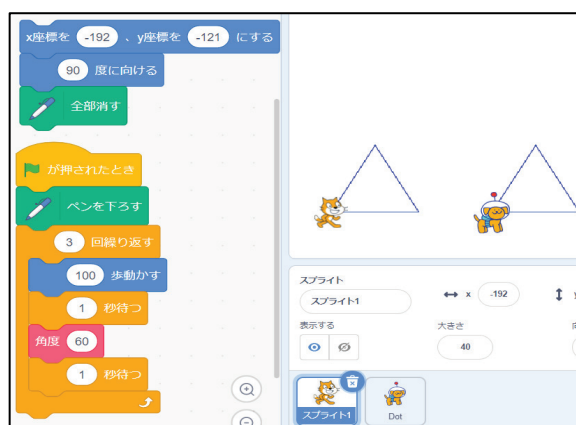 x座標を -192 、y座標を -121 にする
90 度に向ける
全部消す
が押されたとき
ペンを下ろす
3 回繰り返す
100 歩動かす
1 秒待つ
角度 60
1 秒待つ
スプライト
スプライト1
x -192
y
表示する
大きさ
40
スプライト1
Dot